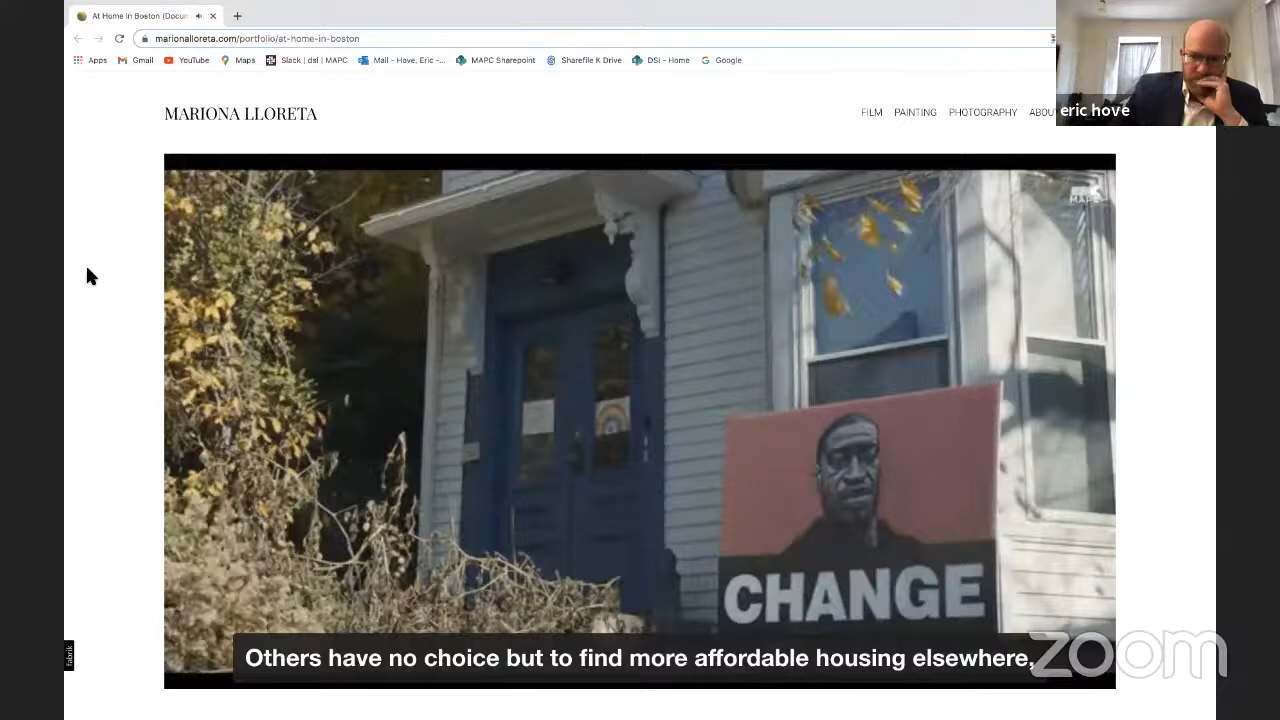 At Home in Boston (Docum
marionalloreta.com/portfolio/at-home-in-boston
Apps Gmail YouTube Maps Slack | dsi | MAPC Mail - Hove, Eric -... MAPC Sharepoint Sharefile K Drive DSI - Home Google
eric hove
MARIONA LLORETA
FILM PAINTING PHOTOGRAPHY ABOU
MAPC
CHANGE
Others have no choice but to find more affordable housing elsewhere,
zoom
fabrik